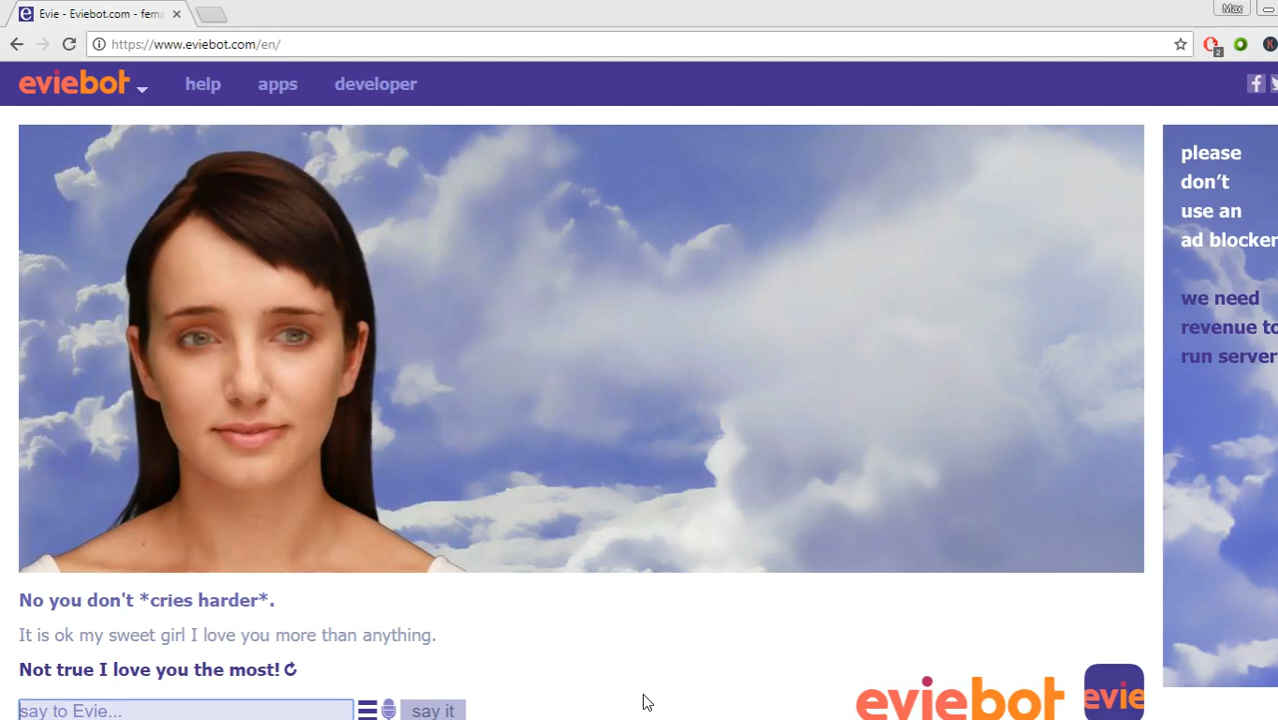 Evie - Eviebot.com - fema
Max
https://www.eviebot.com/en/
2
K
eviebot
help
apps
developer
f
please
don't
use an
ad blocker
we need
revenue to
run server
No you don't *cries harder*.
It is ok my sweet girl I love you more than anything.
Not true I love you the most!
say to Evie...
say it
eviebot
evie